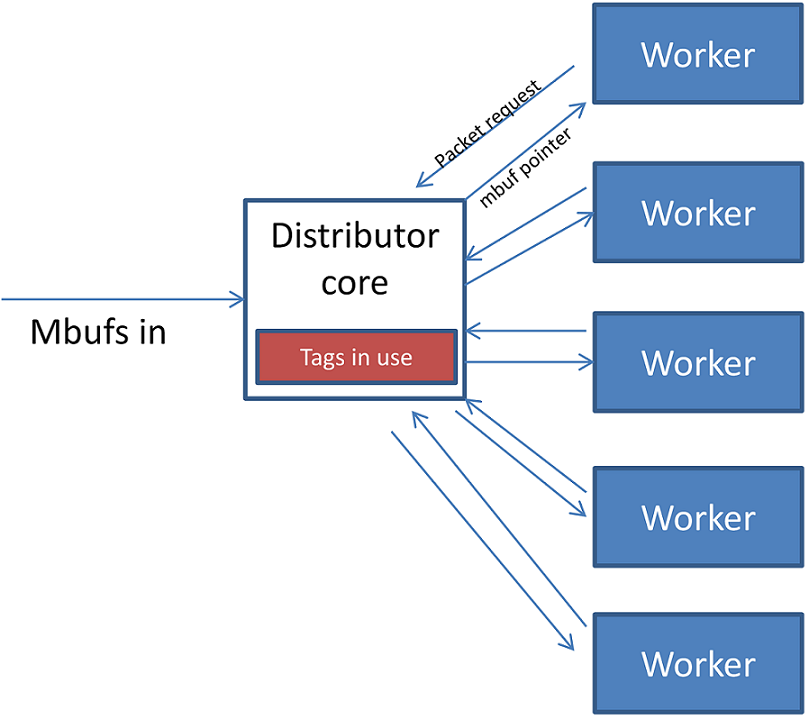 Worker
Packet request
mbuf pointer
Worker
Distributor
core
Mbufs in
Tags in use
Worker
Worker
Worker